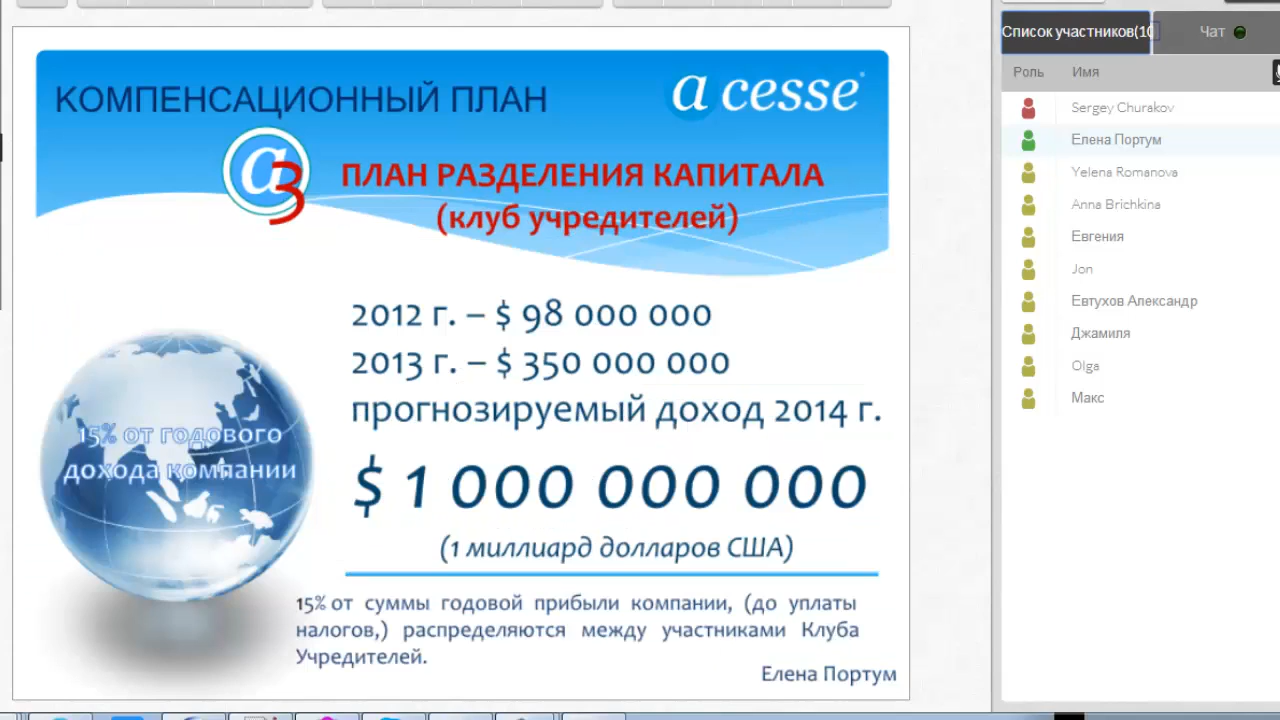 КОМПЕНСАЦИОННЫЙ ПЛАН
a cesse
a3
ПЛАН РАЗДЕЛЕНИЯ КАПИТАЛА
(клуб учредителей)
2012 г. – $ 98 000 000
2013 г. – $ 350 000 000
прогнозируемый доход 2014 г.
$ 1 000 000 000
(1 миллиард долларов США)
15% от годового
дохода компании
15% от суммы годовой прибыли компании, (до уплаты
налогов,) распределяются между участниками Клуба
Учредителей.
Елена Портум
Список участников(10
Чат
Роль Имя
Sergey Churakov
Елена Портум
Yelena Romanova
Anna Brichkina
Евгения
Jon
Евтухов Александр
Джамиля
Olga
Макс